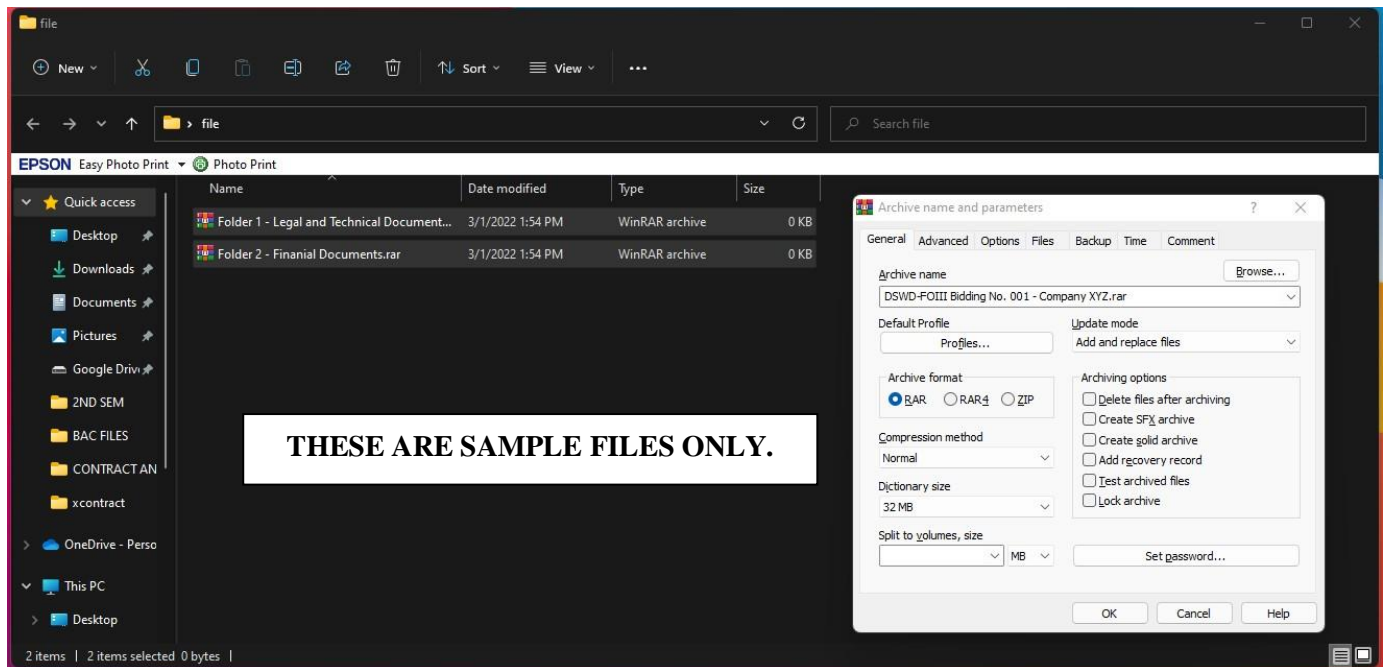 file
New
Sort
View
file
Search file
EPSON Easy Photo Print
Photo Print
Name
Date modified
Type
Size
Quick access
Folder 1 - Legal and Technical Document...
3/1/2022 1:54 PM
WinRAR archive
0 KB
Desktop
Folder 2 - Finanial Documents.rar
3/1/2022 1:54 PM
WinRAR archive
0 KB
Downloads
Documents
Pictures
Google Driv
2ND SEM
BAC FILES
CONTRACT AN
xcontract
OneDrive - Perso
This PC
Desktop
2 items | 2 items selected 0 bytes |
THESE ARE SAMPLE FILES ONLY.
Archive name and parameters
?
General Advanced Options Files Backup Time Comment
Archive name
Browse...
DSWD-FOIII Bidding No. 001 - Company XYZ.rar
Default Profile
Profiles...
Update mode
Add and replace files
Archive format
RAR RAR4 ZIP
Compression method
Normal
Dictionary size
32 MB
Split to volumes, size
MB
Archiving options
Delete files after archiving
Create SFX archive
Create solid archive
Add recovery record
Test archived files
Lock archive
Set password...
OK Cancel Help